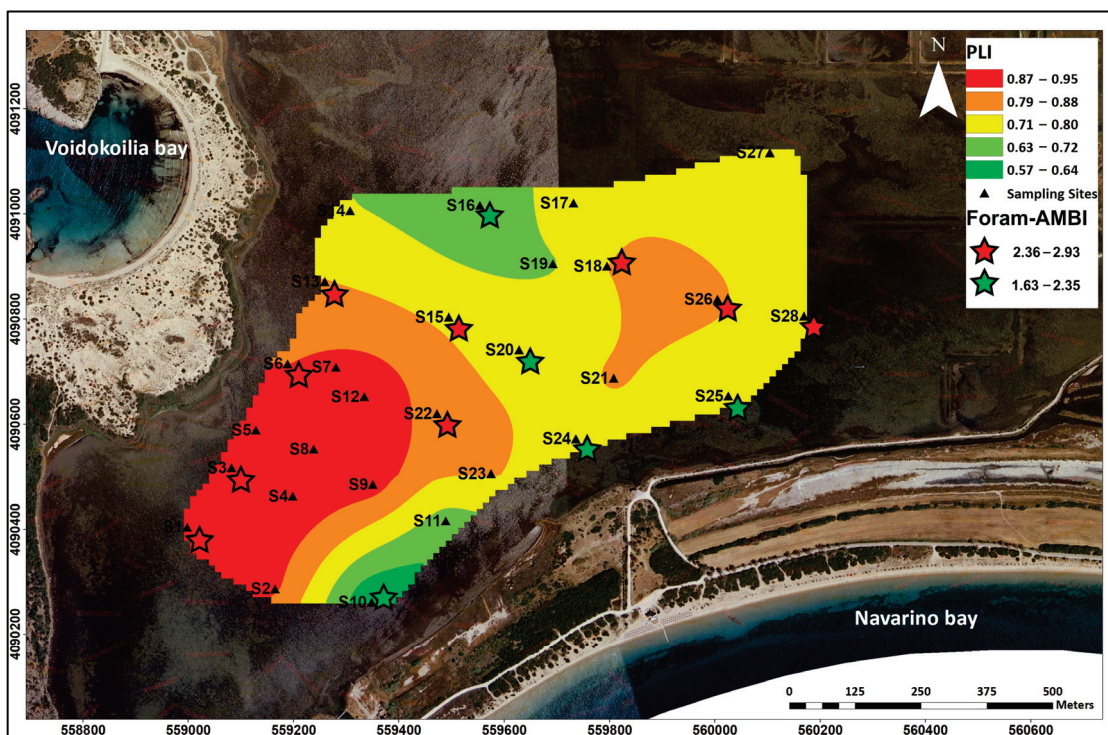 N
PLI
0.87 – 0.95
0.79 – 0.88
0.71 – 0.80
0.63 – 0.72
0.57 – 0.64
Sampling Sites
Foram-AMBI
2.36 – 2.93
1.63 – 2.35
Voidokoilia bay
Navarino bay
S27
S17
S16
S14
S19
S18
S13
S26
S28
S15
S20
S6
S7
S21
S12
S25
S22
S5
S24
S8
S3
S23
S9
S4
S11
S1
S2
S10
4091200
4091000
4090800
4090600
4090400
4090200
0 125 250 375 500
Meters
558800 559000 559200 559400 559600 559800 560000 560200 560400 560600